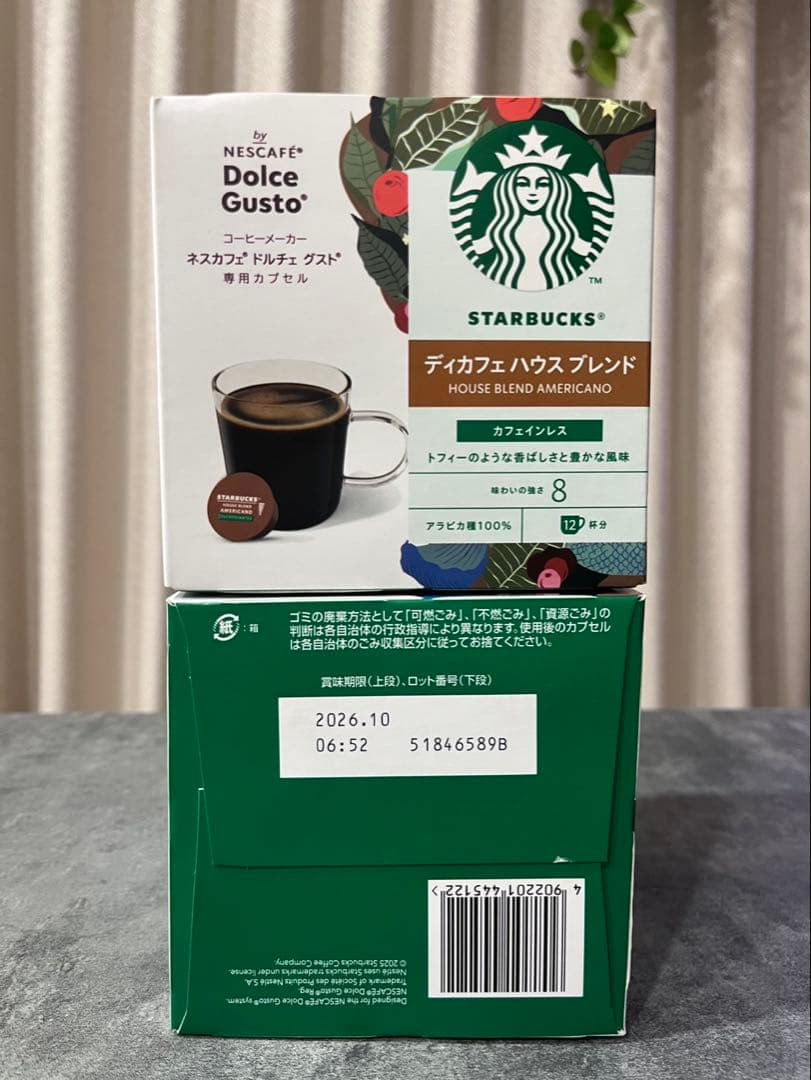 by
NESCAFÉ®
Dolce
Gusto®
コーヒーメーカー
ネスカフェ® ドルチェ グスト®
専用カプセル
TM
STARBUCKS®
ディカフェ ハウス ブレンド
HOUSE BLEND AMERICANO
カフェインレス
トフィーのような香ばしさと豊かな風味
味わいの強さ 8
アラビカ種100%
12 杯分
STARBUCKS
HOUSE BLEND
AMERICANO
紙 : 箱
ゴミの廃棄方法として「可燃ごみ」、「不燃ごみ」、「資源ごみ」の
判断は各自治体の行政指導により異なります。使用後のカプセル
は各自治体のごみ収集区分に従ってお捨てください。
賞味期限(上段)、ロット番号(下段)
2026.10
06:52 51846589B
4 902201 445122 >
Designed for the NESCAFÉ® Dolce Gusto® system.
NESCAFÉ® Dolce Gusto® Reg.
Trademark of Société des Produits Nestlé S.A.
Nestlé uses Starbucks trademarks under license.
© 2025 Starbucks Coffee Company.